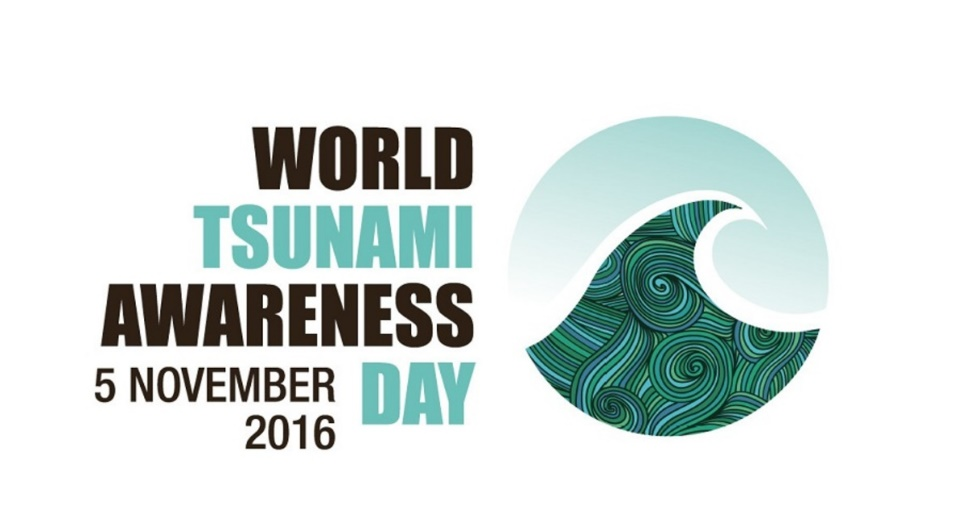 WORLD
TSUNAMI
AWARENESS
5 NOVEMBER DAY
2016